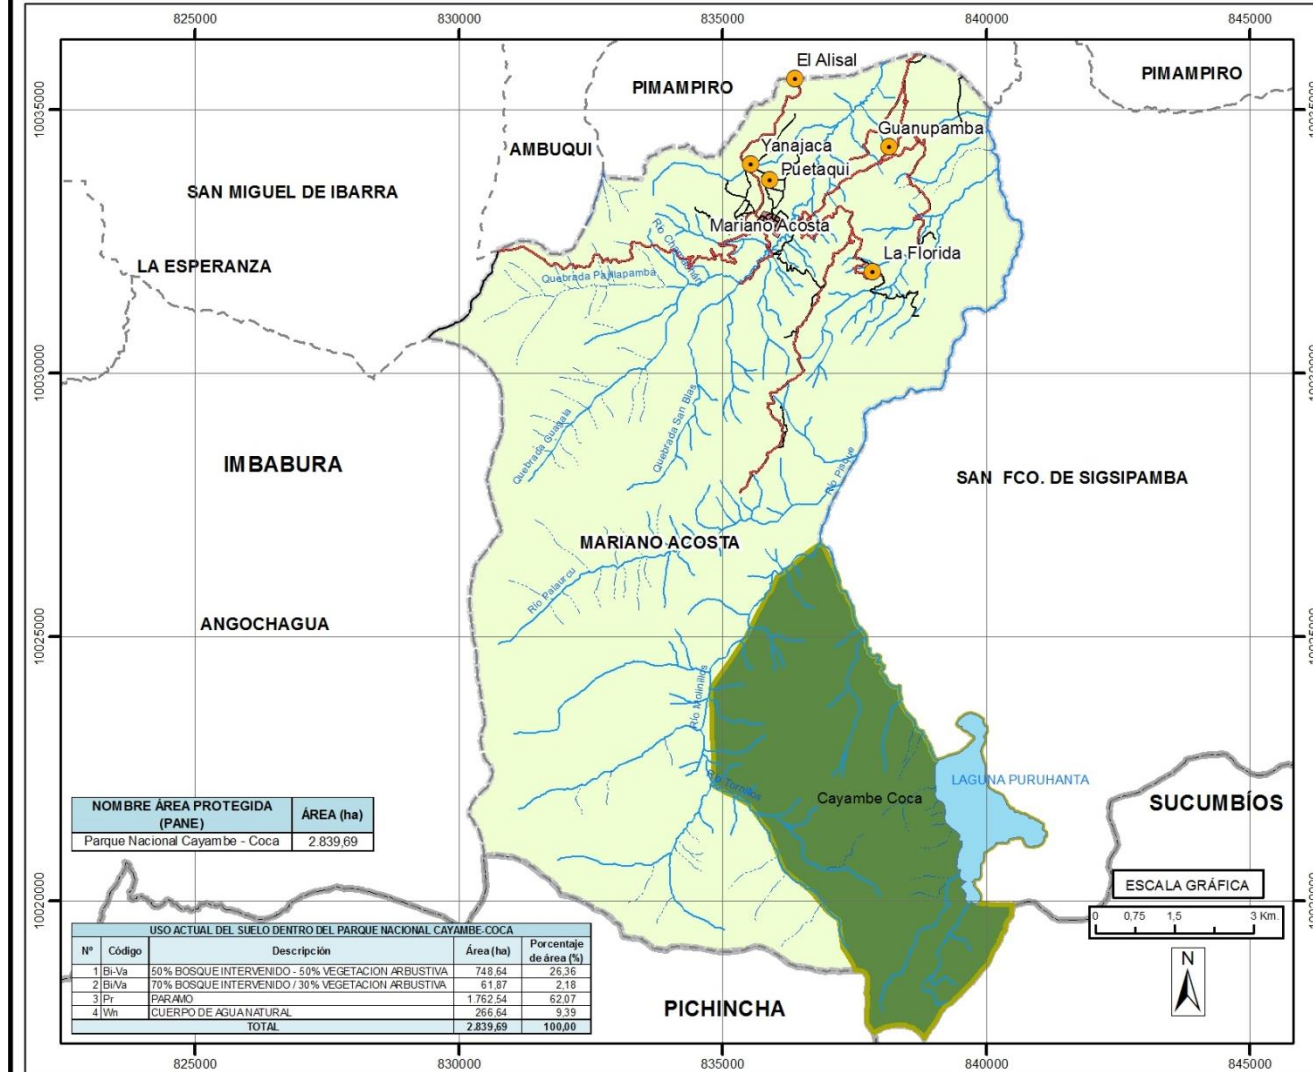 825000 830000 835000 840000 845000
El Alisal
PIMAMPIRO
PIMAMPIRO
10035000
Guanupamba
AMBUQUI
Yanajaca
Puetaqui
SAN MIGUEL DE IBARRA
Mariano Acosta
La Florida
LA ESPERANZA
Quebrada
10030000
Quebrada Guagala
Quebrada San Blas
IMBABURA
Río Pisque
SAN FCO. DE SIGSIPAMBA
MARIANO ACOSTA
Río Palaurcu
ANGOCHAGUA
10025000
Río Molinillos
LAGUNA PURUHANTA
Río Tornillos
Cayambe Coca
SUCUMBÍOS
NOMBRE ÁREA PROTEGIDA (PANE) ÁREA (ha)
Parque Nacional Cayambe - Coca 2.839,69
ESCALA GRÁFICA
0 0,75 1,5 3 Km.
10020000
N
USO ACTUAL DEL SUELO DENTRO DEL PARQUE NACIONAL CAYAMBE-COCA
Nº Código Descripción Área (ha) Porcentaje de área (%)
1 Bi-Va 50% BOSQUE INTERVENIDO - 50% VEGETACION ARBUSTIVA 748,64 26,36
2 Bi/Va 70% BOSQUE INTERVENIDO / 30% VEGETACION ARBUSTIVA 61,87 2,18
3 Pr PARAMO 1.762,54 62,07
4 Wn CUERPO DE AGUA NATURAL 266,64 9,39
TOTAL 2.839,69 100,00
PICHINCHA
825000 830000 835000 840000 845000